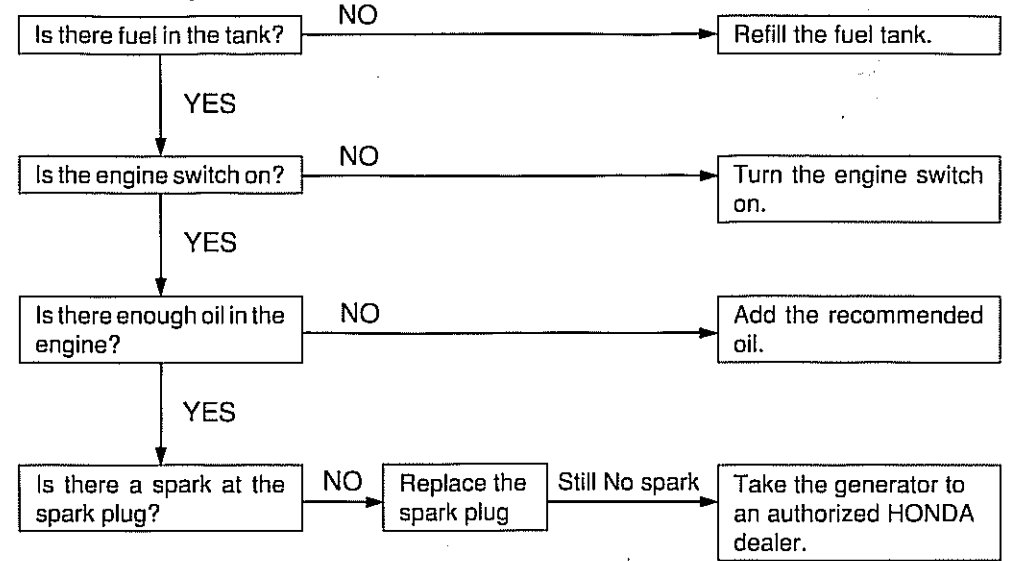 Is there fuel in the tank?
NO
Refill the fuel tank.
YES
Is the engine switch on?
NO
Turn the engine switch
on.
YES
Is there enough oil in the
engine?
NO
Add the recommended
oil.
YES
Is there a spark at the
spark plug?
NO
Replace the
spark plug
Still No spark
Take the generator to
an authorized HONDA
dealer.